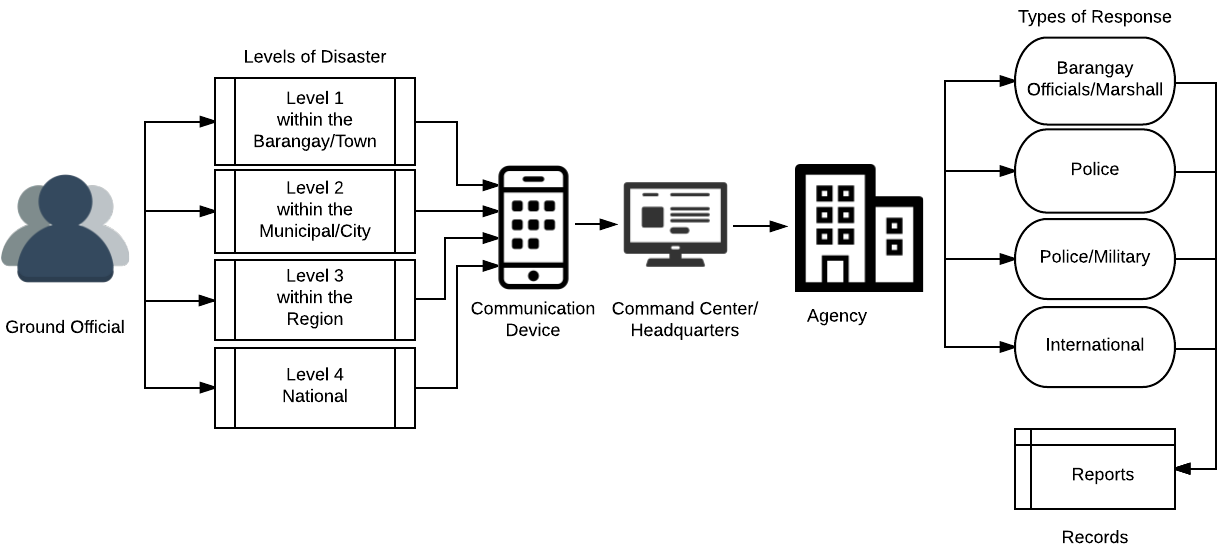 Types of Response
Levels of Disaster
Level 1
within the
Barangay/Town
Level 2
within the
Municipal/City
Level 3
within the
Region
Level 4
National
Ground Official
Communication
Device
Command Center/
Headquarters
Agency
Barangay
Officials/Marshall
Police
Police/Military
International
Reports
Records